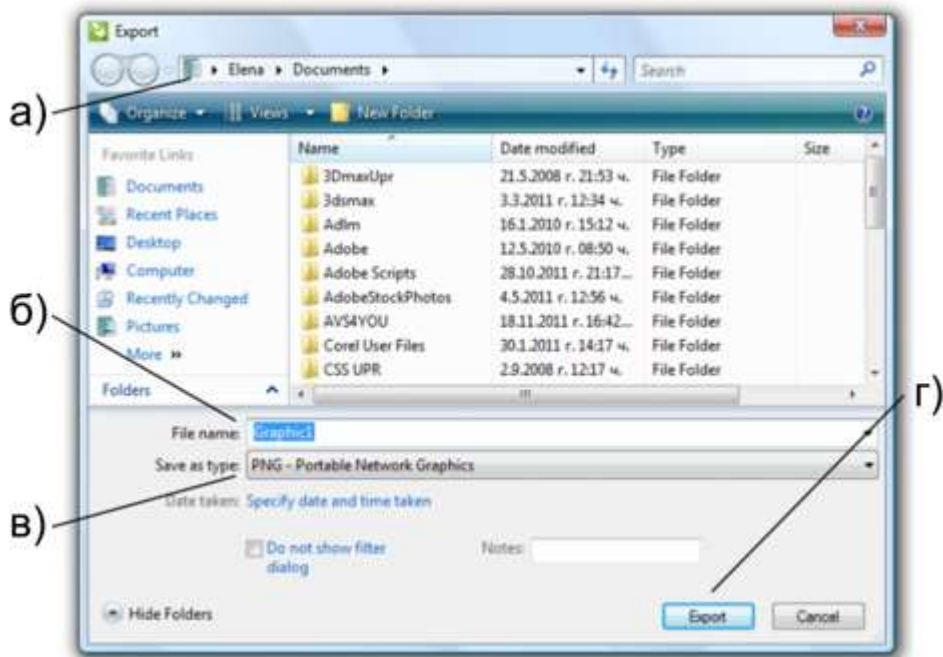 Export
Elena Documents
Search
а)
Organize Views New Folder
Favorite Links
Documents
Recent Places
Desktop
Computer
Recently Changed
Pictures
More »
Folders
Name Date modified Type Size
3DmaxUpr 21.5.2008 г. 21:53 ч. File Folder
3dsmax 3.3.2011 г. 12:34 ч. File Folder
Adlm 16.1.2010 г. 15:12 ч. File Folder
Adobe 12.5.2010 г. 08:50 ч. File Folder
Adobe Scripts 28.10.2011 г. 21:17... File Folder
AdobeStockPhotos 4.5.2011 г. 12:56 ч. File Folder
AVS4YOU 18.11.2011 г. 16:42... File Folder
Corel User Files 30.1.2011 г. 14:17 ч. File Folder
CSS UPR 2.9.2008 г. 12:17 ч. File Folder
б)
г)
File name: Graphic1
Save as type: PNG - Portable Network Graphics
Date taken: Specify date and time taken
в)
Do not show filter
dialog
Notes:
Hide Folders
Export Cancel